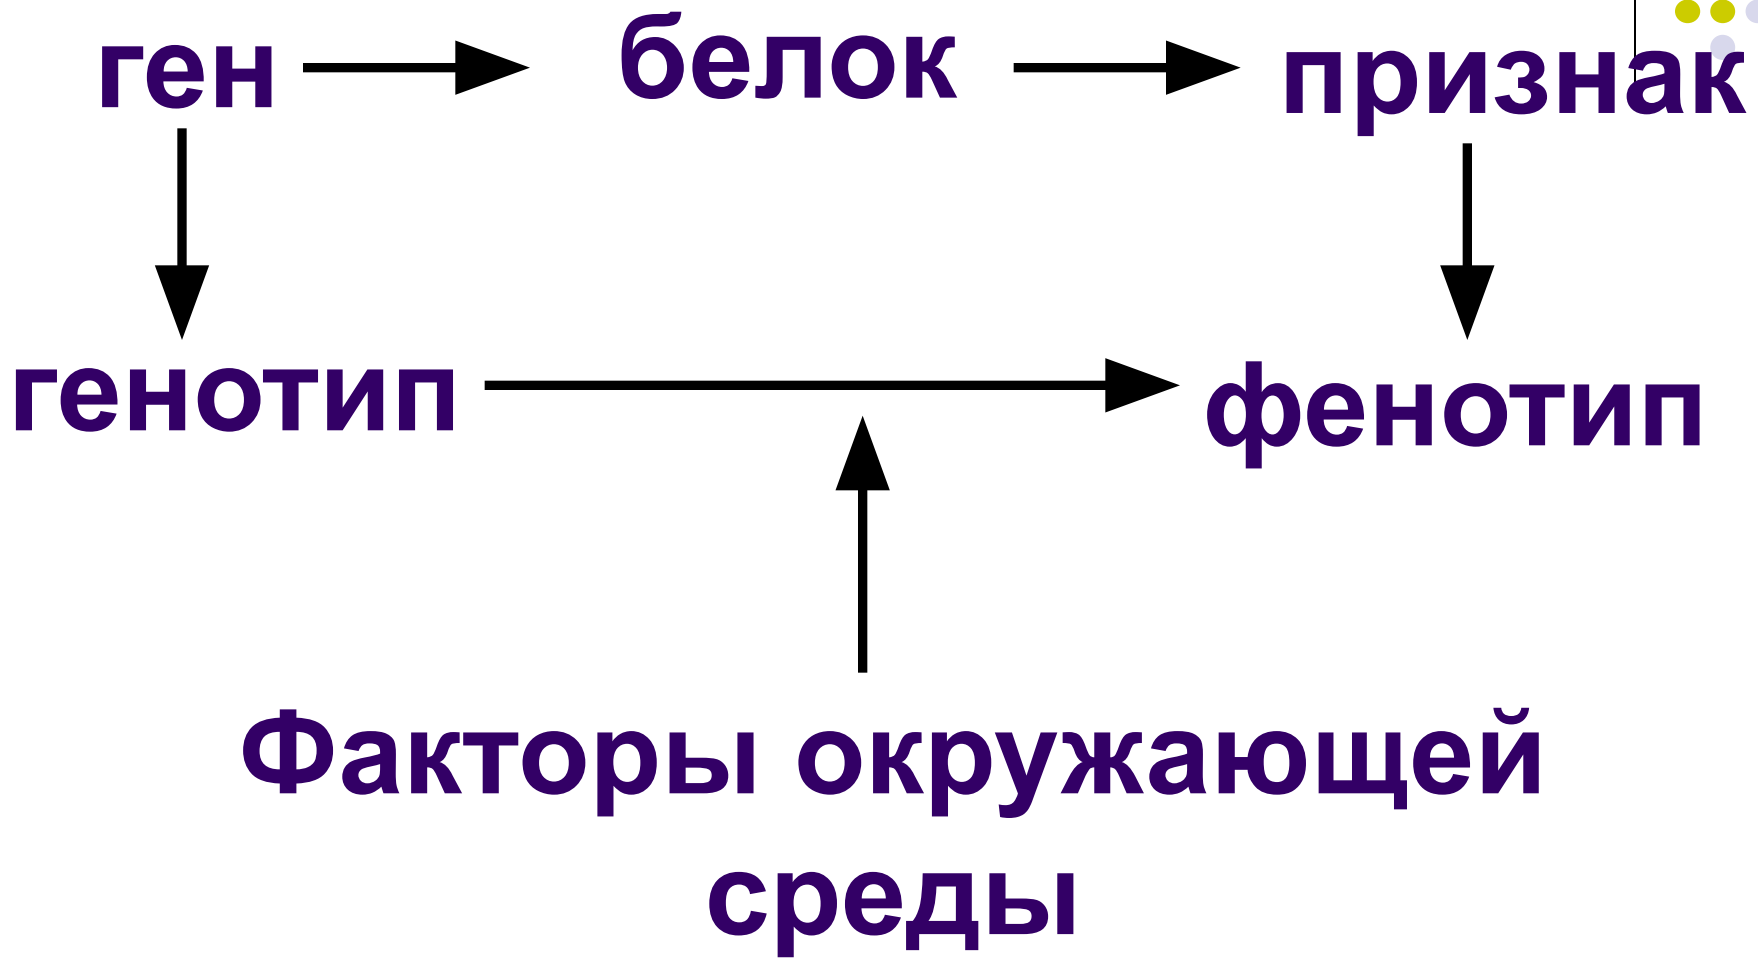 ген белок признак
генотип фенотип
Факторы окружающей
среды